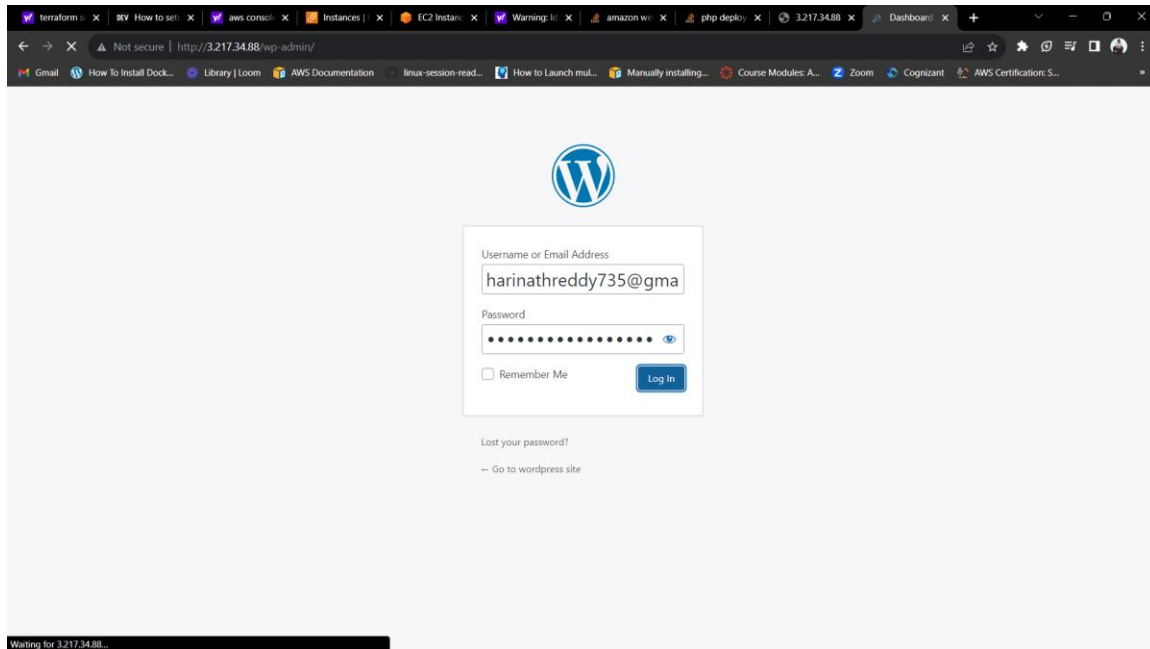 terraform s DEV How to set aws consol Instances | EC2 Instanc Warning: Id amazon we php deploy 3.217.34.88 Dashboard
Not secure | http://3.217.34.88/wp-admin/
Gmail How To Install Dock... Library | Loom AWS Documentation linux-session-read... How to Launch mul... Manually installing... Course Modules: A... Zoom Cognizant AWS Certification: S... »
Username or Email Address
harinathreddy735@gma
Password
Remember Me
Log In
Lost your password?
← Go to wordpress site
Waiting for 3.217.34.88...